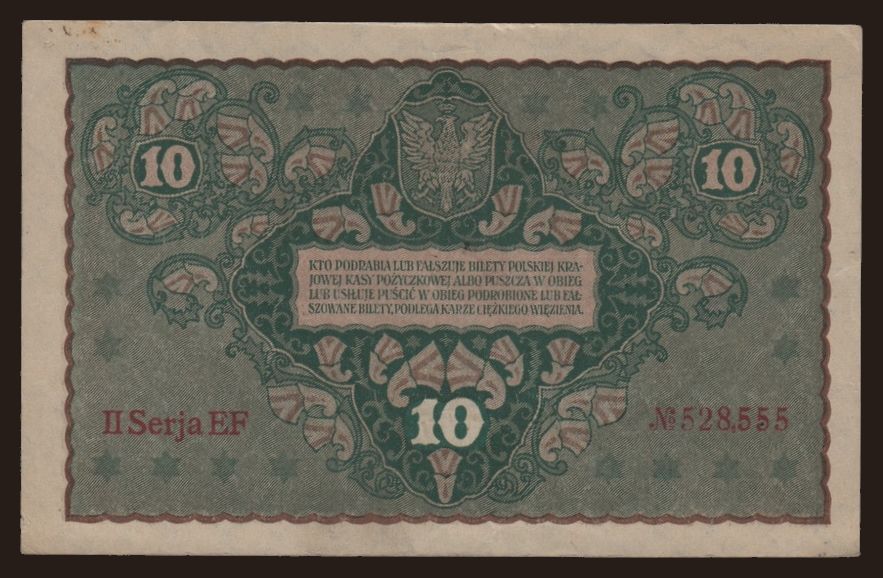 10
10
KTO PODRABIA LUB FAŁSZUJE BILETY POLSKIEJ KRA-
JOWEJ KASY POŻYCZKOWEJ ALBO PUSZCZA W OBIEG
LUB USIŁUJE PUŚCIĆ W OBIEG PODROBIONE LUB FAŁ-
SZOWANE BILETY, PODLEGA KARZE CIĘŻKIEGO WIĘZIENIA.
10
II Serja EF
№ 528,555